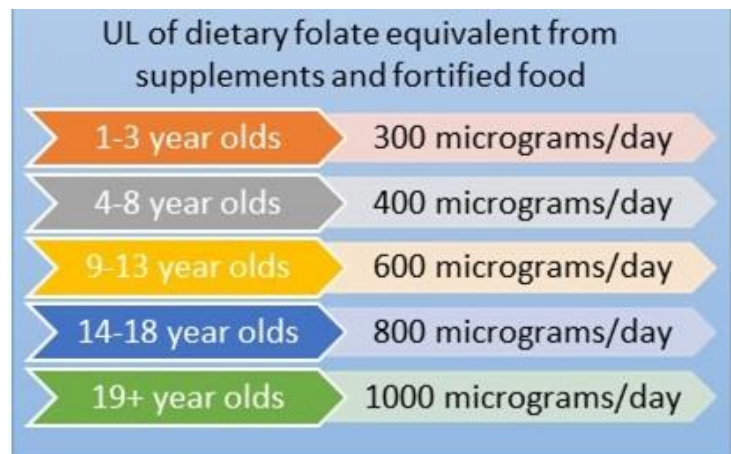 UL of dietary folate equivalent from
supplements and fortified food
1-3 year olds 300 micrograms/day
4-8 year olds 400 micrograms/day
9-13 year olds 600 micrograms/day
14-18 year olds 800 micrograms/day
19+ year olds 1000 micrograms/day